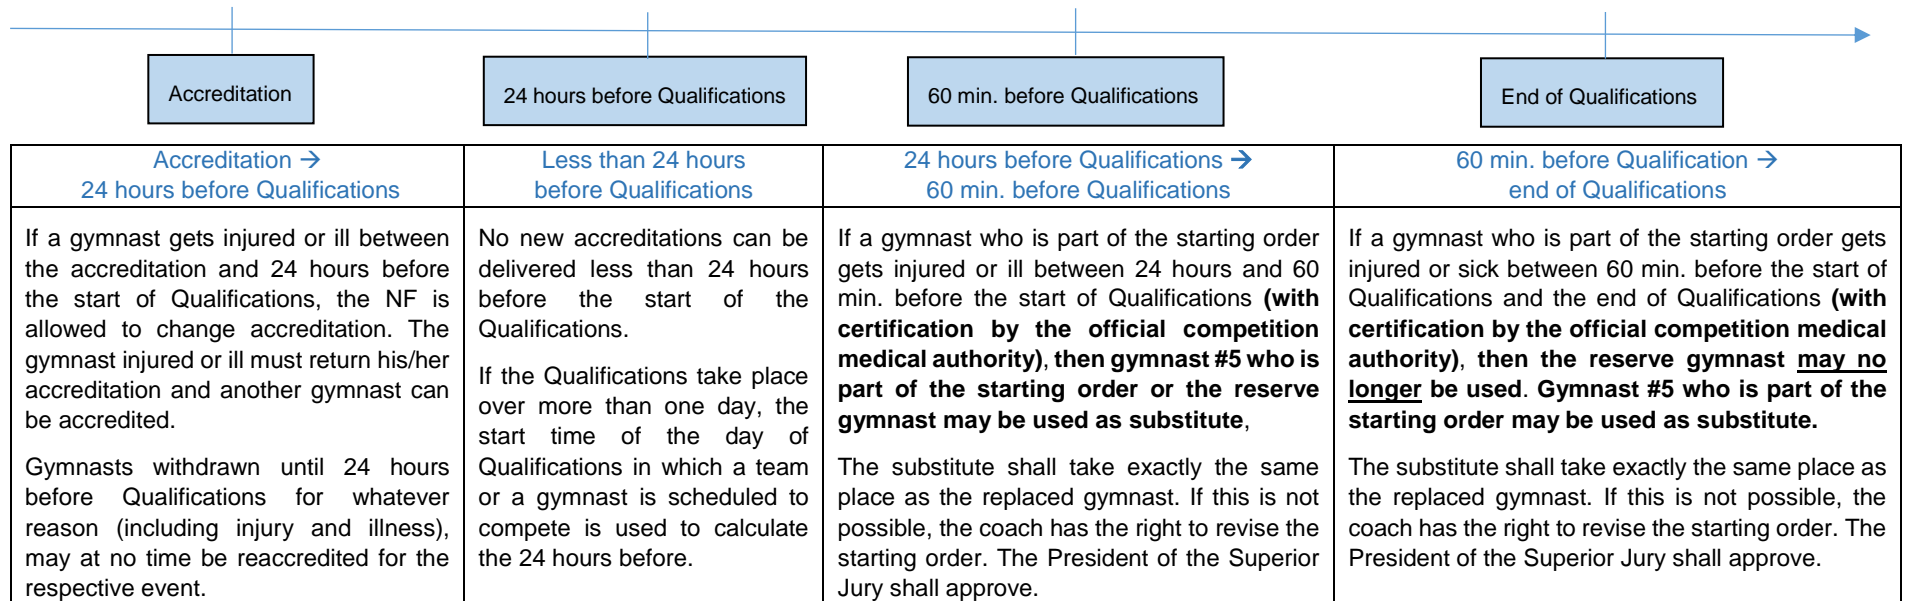 Accreditation
24 hours before Qualifications
60 min. before Qualifications
End of Qualifications
Accreditation →
24 hours before Qualifications
If a gymnast gets injured or ill between
the accreditation and 24 hours before
the start of Qualifications, the NF is
allowed to change accreditation. The
gymnast injured or ill must return his/her
accreditation and another gymnast can
be accredited.
Gymnasts withdrawn until 24 hours
before Qualifications for whatever
reason (including injury and illness),
may at no time be reaccredited for the
respective event.
Less than 24 hours
before Qualifications
No new accreditations can be
delivered less than 24 hours
before the start of the
Qualifications.
If the Qualifications take place
over more than one day, the
start time of the day of
Qualifications in which a team
or a gymnast is scheduled to
compete is used to calculate
the 24 hours before.
24 hours before Qualifications →
60 min. before Qualifications
If a gymnast who is part of the starting order
gets injured or ill between 24 hours and 60
min. before the start of Qualifications (with
certification by the official competition
medical authority), then gymnast #5 who is
part of the starting order or the reserve
gymnast may be used as substitute,
The substitute shall take exactly the same
place as the replaced gymnast. If this is not
possible, the coach has the right to revise the
starting order. The President of the Superior
Jury shall approve.
60 min. before Qualification →
end of Qualifications
If a gymnast who is part of the starting order gets
injured or sick between 60 min. before the start of
Qualifications and the end of Qualifications (with
certification by the official competition medical
authority), then the reserve gymnast may no
longer be used. Gymnast #5 who is part of the
starting order may be used as substitute.
The substitute shall take exactly the same place as
the replaced gymnast. If this is not possible, the
coach has the right to revise the starting order. The
President of the Superior Jury shall approve.